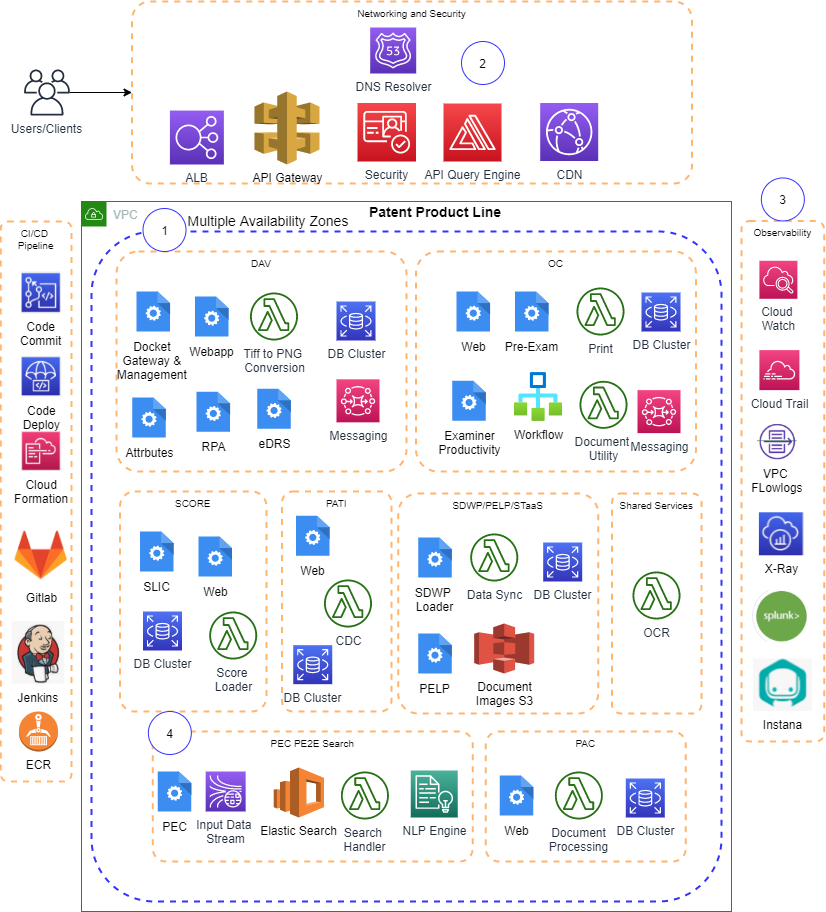 Networking and Security
53
2
DNS Resolver
Users/Clients
ALB
API Gateway
Security
API Query Engine
CDN
VPC
Patent Product Line
1
Multiple Availability Zones
3
CI/CD
Pipeline
Code
Commit
Code
Deploy
Cloud
Formation
Gitlab
Jenkins
ECR
DAV
Docket
Gateway &
Management
Webapp
Tiff to PNG
Conversion
DB Cluster
Attrbutes
RPA
eDRS
Messaging
OC
Web
Pre-Exam
Print
DB Cluster
Examiner
Productivity
Workflow
Document
Utility
Messaging
SCORE
SLIC
Web
DB Cluster
Score
Loader
PATI
Web
CDC
DB Cluster
SDWP/PELP/STaaS
SDWP
Loader
Data Sync
DB Cluster
PELP
Document
Images S3
Shared Services
OCR
4
PEC PE2E Search
PEC
Input Data
Stream
Elastic Search
Search
Handler
NLP Engine
PAC
Web
Document
Processing
DB Cluster
Observability
Cloud
Watch
Cloud Trail
VPC
FLowlogs
X-Ray
splunk>
Instana